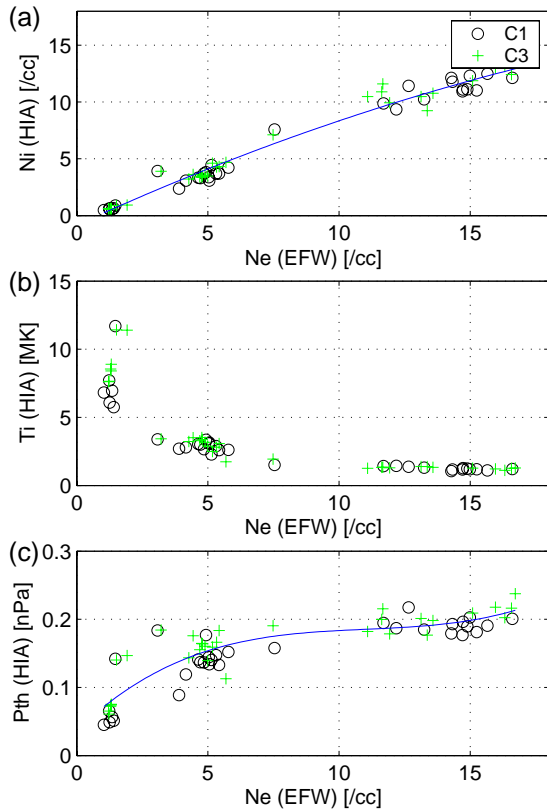 (a)
15
10
5
0
Ni (HIA) [/cc]
C1
C3
0
5
10
15
Ne (EFW) [/cc]
(b)
15
10
5
0
Ti (HIA) [MK]
0
5
10
15
Ne (EFW) [/cc]
(c)
0.3
0.2
0.1
0
Pth (HIA) [nPa]
0
5
10
15
Ne (EFW) [/cc]